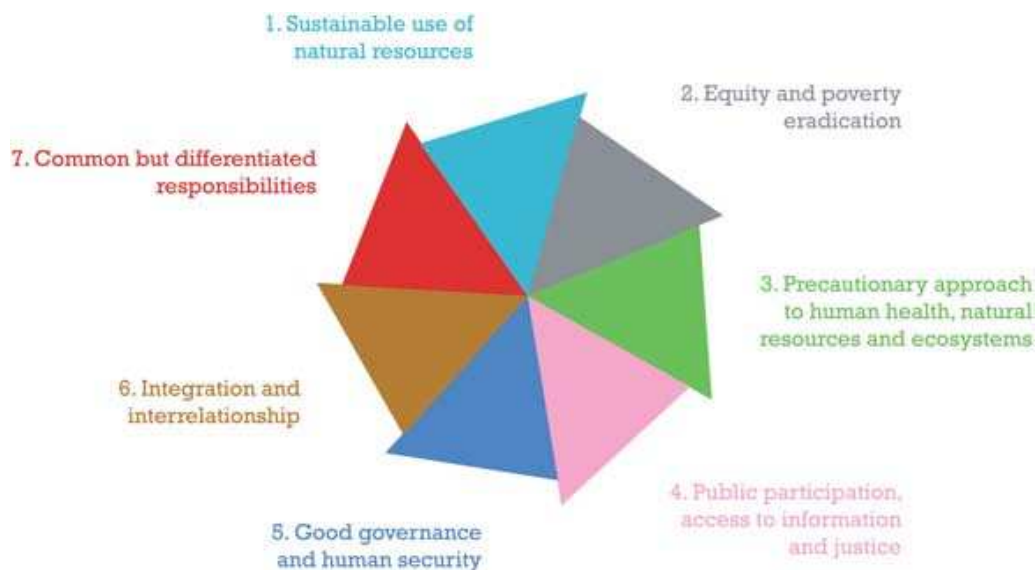 1. Sustainable use of
natural resources
2. Equity and poverty
eradication
3. Precautionary approach
to human health, natural
resources and ecosystems
4. Public participation,
access to information
and justice
5. Good governance
and human security
6. Integration and
interrelationship
7. Common but differentiated
responsibilities